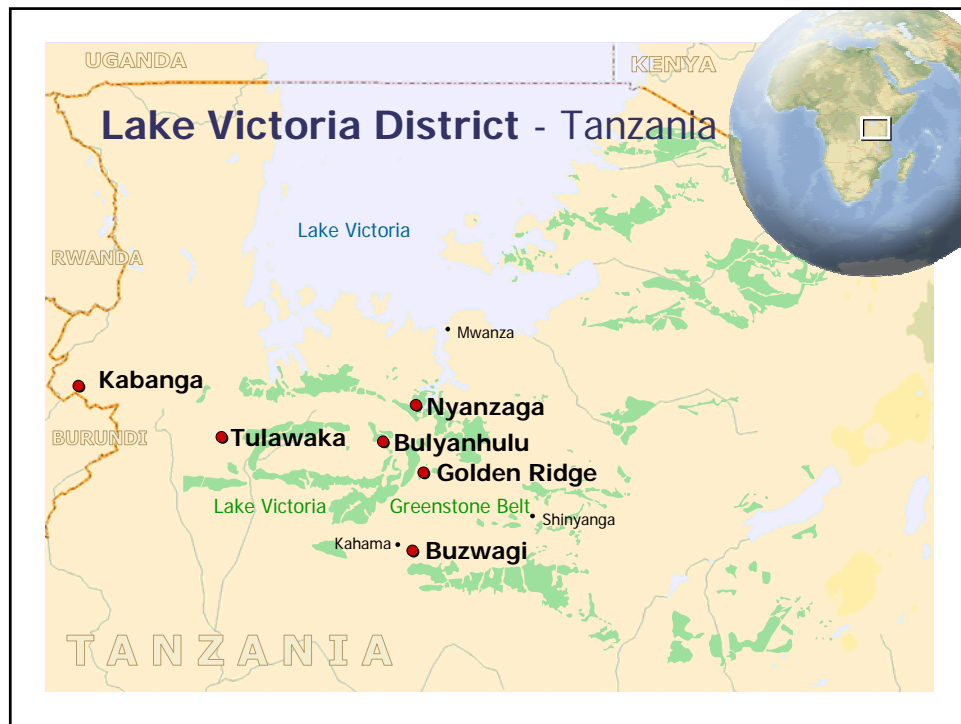 UGANDA
KENYA
Lake Victoria District - Tanzania
Lake Victoria
RWANDA
Mwanza
Kabanga
Nyanzaga
BURUNDI
Tulawaka
Bulyanhulu
Golden Ridge
Lake Victoria
Greenstone Belt
Shinyanga
Kahama
Buzwagi
TANZANIA